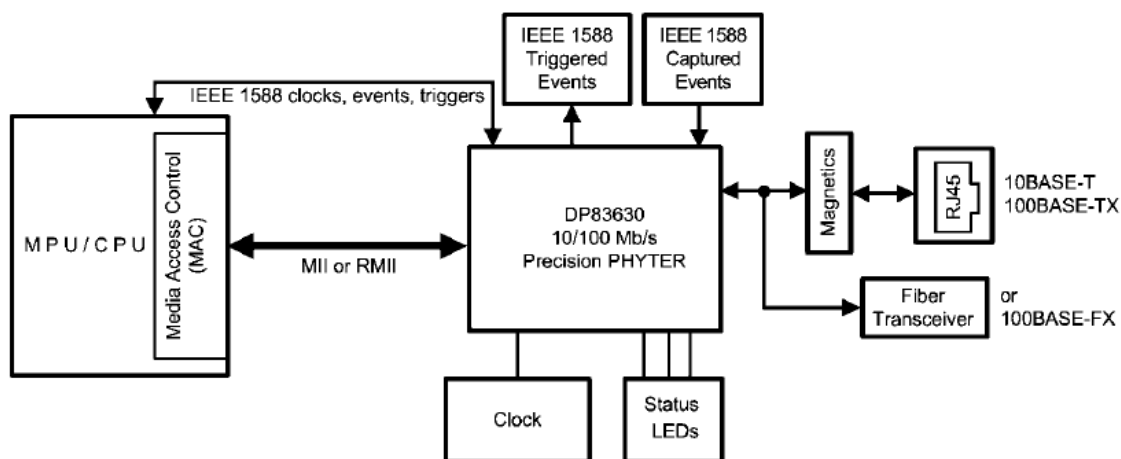 IEEE 1588
Triggered
Events
IEEE 1588
Captured
Events
IEEE 1588 clocks, events, triggers
MPU/CPU
Media Access Control
(MAC)
MII or RMII
DP83630
10/100 Mb/s
Precision PHYTER
Magnetics
RJ45
10BASE-T
100BASE-TX
Fiber
Transceiver
or
100BASE-FX
Clock
Status
LEDs